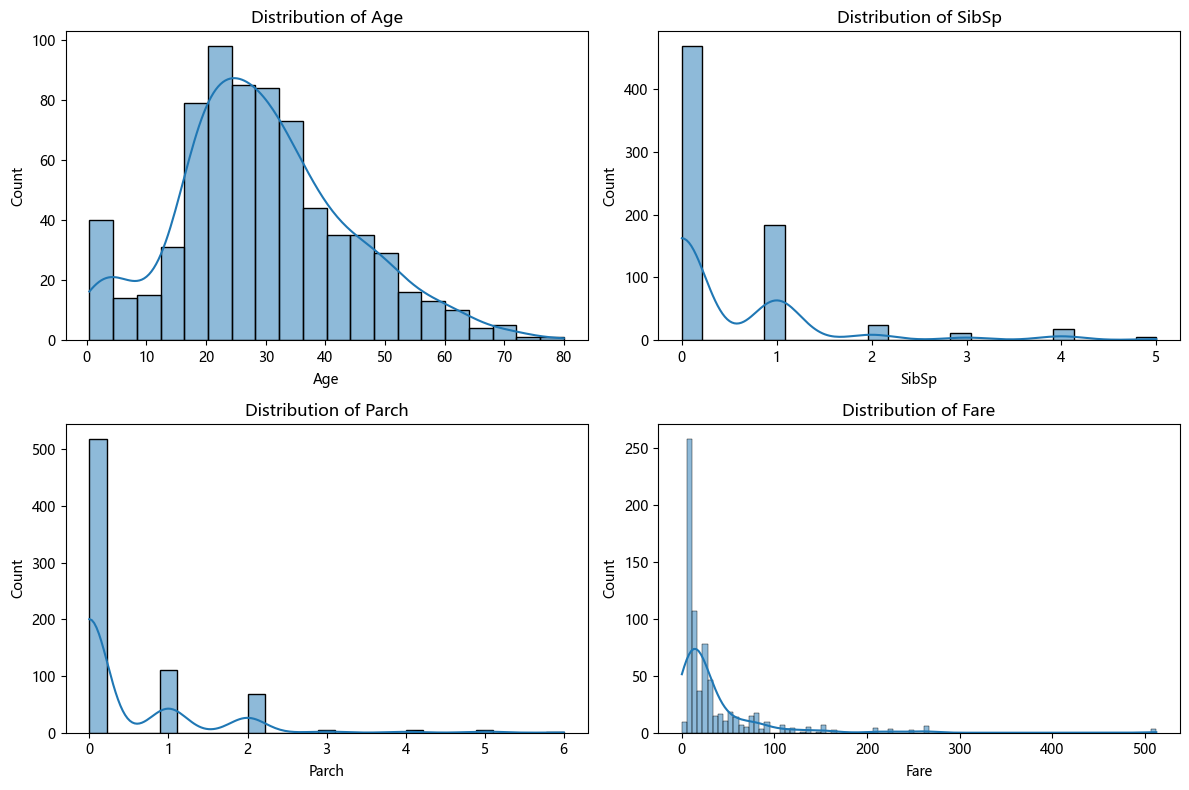 Distribution of Age
100
80
60
40
20
0
Count
0 10 20 30 40 50 60 70 80
Age
Distribution of SibSp
400
300
200
100
0
Count
0 1 2 3 4 5
SibSp
Distribution of Parch
500
400
300
200
100
0
Count
0 1 2 3 4 5 6
Parch
Distribution of Fare
250
200
150
100
50
0
Count
0 100 200 300 400 500
Fare